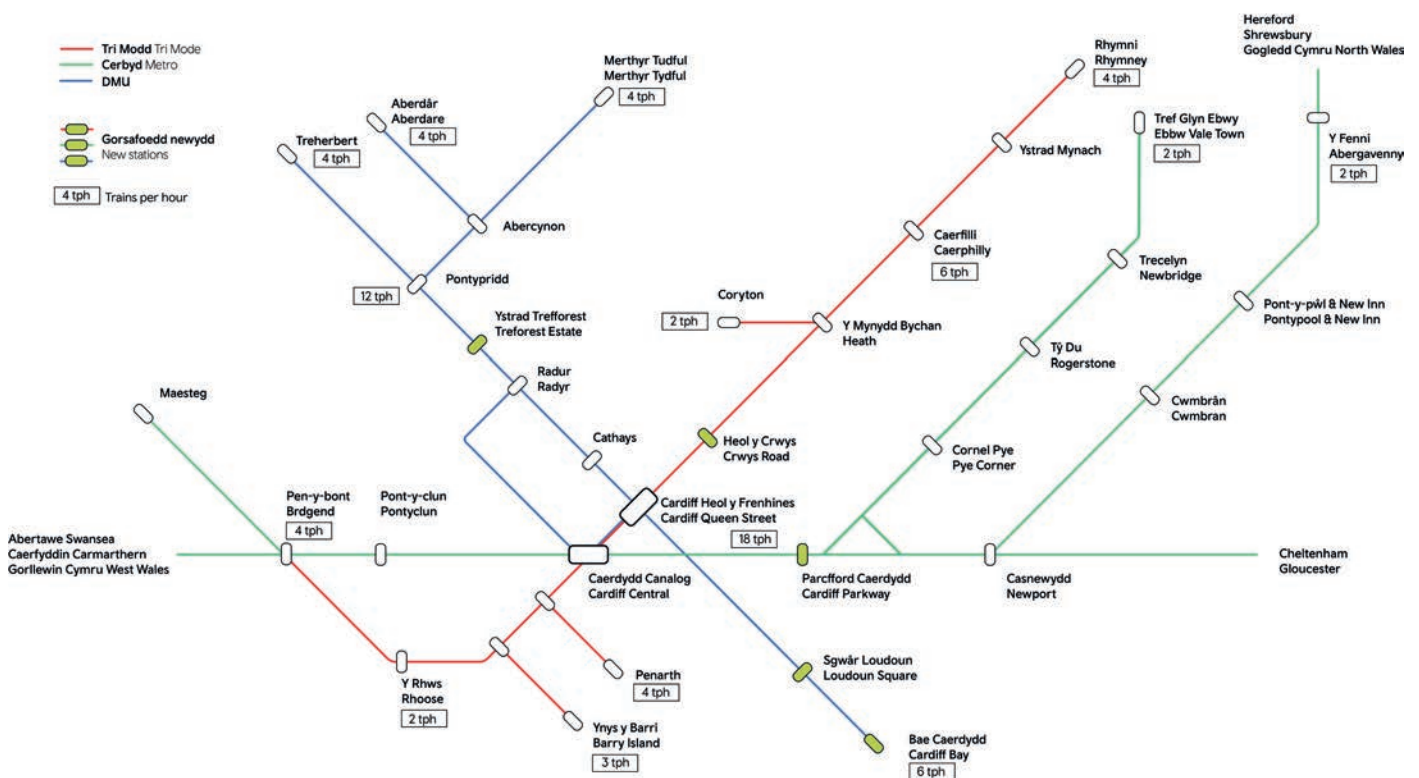 Tri Modd Tri Mode
Cerbyd Metro
DMU
Gorsafoedd newydd
New stations
4 tph Trains per hour
Merthyr Tudful
Merthyr Tydful
4 tph
Aberdâr
Aberdare
4 tph
Treherbert
4 tph
Abercynon
Pontypridd
12 tph
Ystrad Trefforest
Treforest Estate
Radur
Radyr
Cathays
Maesteg
Pen-y-bont
Brdgend
4 tph
Pont-y-clun
Pontyclun
Abertawe Swansea
Caerfyddin Carmarthern
Gorllewin Cymru West Wales
Rhymni
Rhymney
4 tph
Ystrad Mynach
Caerfilli
Caerphilly
6 tph
Coryton
2 tph
Y Mynydd Bychan
Heath
Heol y Crwys
Crwys Road
Cardiff Heol y Frenhines
Cardiff Queen Street
18 tph
Caerdydd Canalog
Cardiff Central
Hereford
Shrewsbury
Gogledd Cymru North Wales
Tref Glyn Ebwy
Ebbw Vale Town
2 tph
Y Fenni
Abergavenny
2 tph
Trecelyn
Newbridge
Pont-y-pŵl & New Inn
Pontypool & New Inn
Tŷ Du
Rogerstone
Cwmbrân
Cwmbran
Cornel Pye
Pye Corner
Parcfford Caerdydd
Cardiff Parkway
Casnewydd
Newport
Cheltenham
Gloucester
Y Rhws
Rhoose
2 tph
Penarth
4 tph
Ynys y Barri
Barry Island
3 tph
Sgwâr Loudoun
Loudoun Square
Bae Caerdydd
Cardiff Bay
6 tph